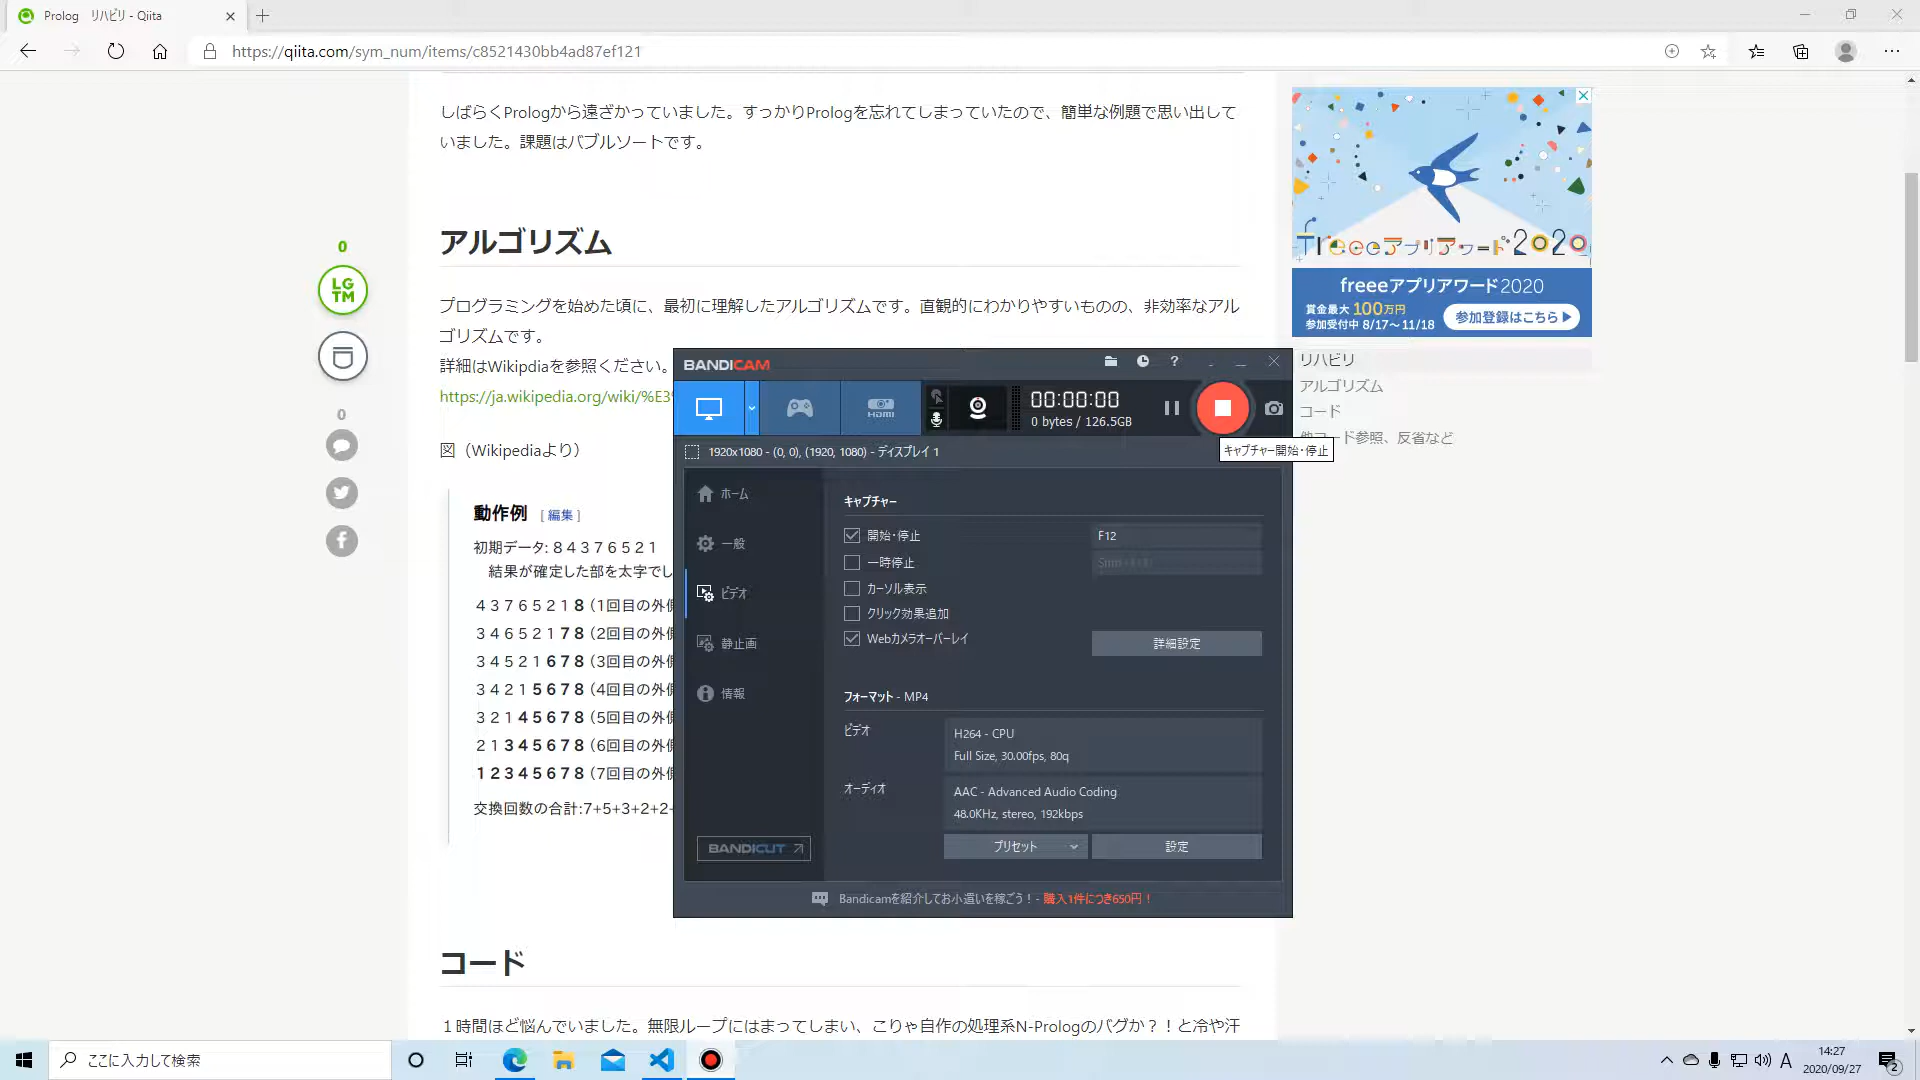 Prolog リハビリ - Qiita
https://qiita.com/sym_num/items/c8521430bb4ad87ef121
しばらくPrologから遠ざかっていました。すっかりPrologを忘れてしまっていたので、簡単な例題で思い出して
いました。課題はバブルソートです。
アルゴリズム
プログラミングを始めた頃に、最初に理解したアルゴリズムです。直観的にわかりやすいものの、非効率なアル
ゴリズムです。
詳細はWikipdiaを参照ください。
https://ja.wikipedia.org/wiki/%E3
図（Wikipediaより）
動作例 [編集]
初期データ: 8 4 3 7 6 5 2 1
結果が確定した部を太字でし
4 3 7 6 5 2 1 8 (1回目の外側
3 4 6 5 2 1 7 8 (2回目の外側
3 4 5 2 1 6 7 8 (3回目の外側
3 4 2 1 5 6 7 8 (4回目の外側
3 2 1 4 5 6 7 8 (5回目の外側
2 1 3 4 5 6 7 8 (6回目の外側
1 2 3 4 5 6 7 8 (7回目の外側
交換回数の合計:7+5+3+2+2+
コード
１時間ほど悩んでいました。無限ループにはまってしまい、こりゃ自作の処理系N-Prologのバグか？！と冷や汗
0
LG
TM
0
freeeアプリアワード2020
freeeアプリアワード2020
賞金最大 100万円
参加受付中 8/17～11/18
参加登録はこちら
リハビリ
アルゴリズム
コード
他コード参照、反省など
BANDICAM
?
HDMI
00:00:00
0 bytes / 126.5GB
キャプチャー開始・停止
1920x1080 - (0, 0), (1920, 1080) - ディスプレイ 1
ホーム
一般
ビデオ
静止画
情報
BANDICUT
キャプチャー
開始・停止
F12
一時停止
カーソル表示
クリック効果追加
Webカメラオーバーレイ
詳細設定
フォーマット - MP4
ビデオ
H264 - CPU
Full Size, 30.00fps, 80q
オーディオ
AAC - Advanced Audio Coding
48.0KHz, stereo, 192kbps
プリセット
設定
Bandicamを紹介してお小遣いを稼ごう！- 購入1件につき650円！
ここに入力して検索
A
14:27
2020/09/27
2